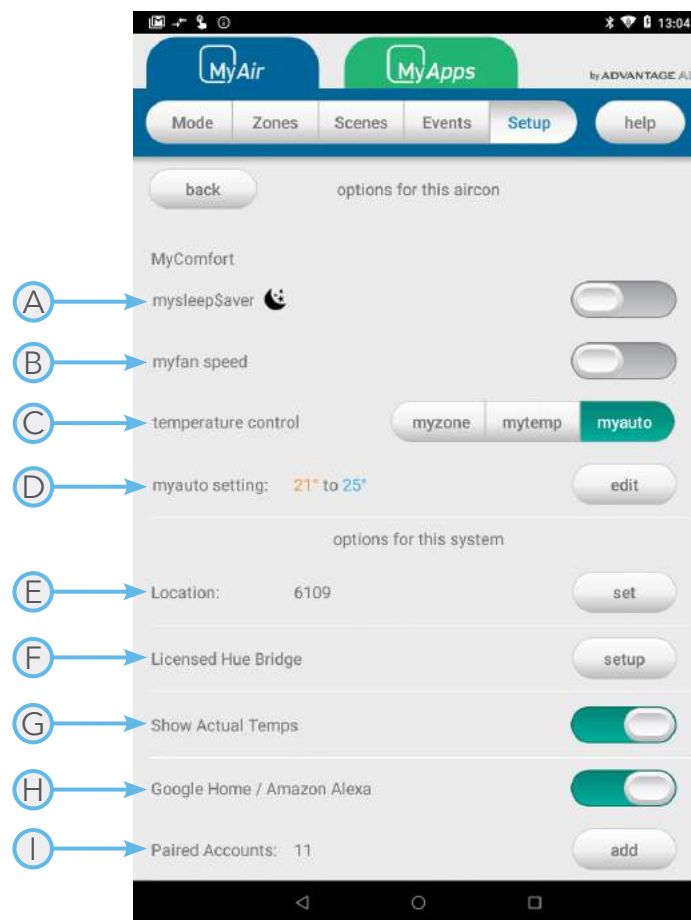 13:04
MyAir
MyApps
by ADVANTAGE
Mode Zones Scenes Events Setup help
back options for this aircon
MyComfort
A mysleep$aver
B myfan speed
C temperature control myzone mytemp myauto
D myauto setting: 21° to 25° edit
options for this system
E Location: 6109 set
F Licensed Hue Bridge setup
G Show Actual Temps
H Google Home / Amazon Alexa
I Paired Accounts: 11 add